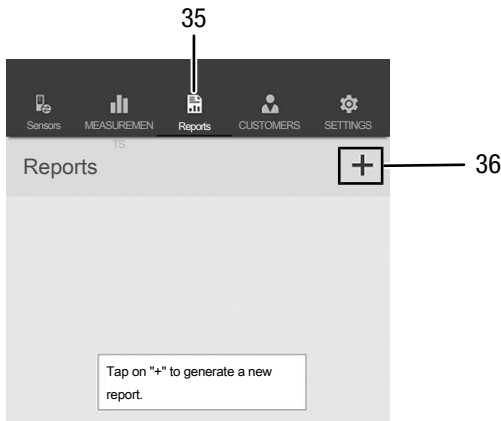 35
Sensors MEASUREMEN Reports CUSTOMERS SETTINGS
TS
Reports +
36
Tap on "+" to generate a new
report.